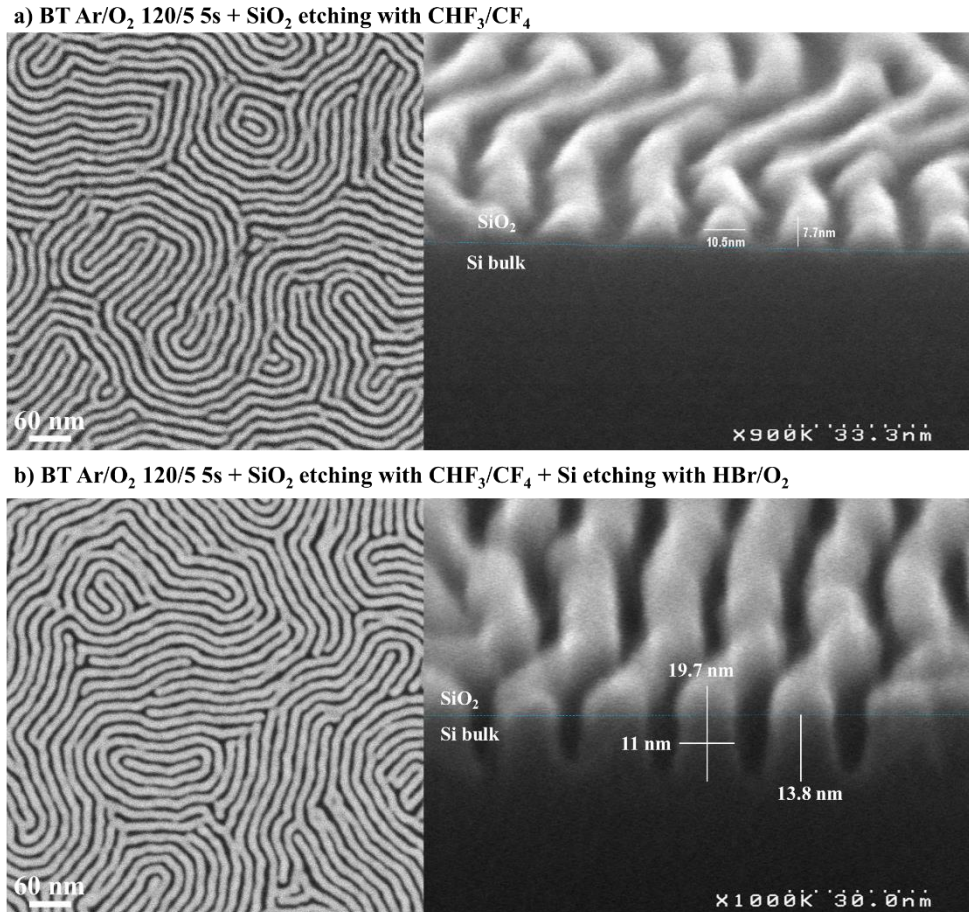 a) BT Ar/O₂ 120/5 5s + SiO₂ etching with CHF₃/CF₄
SiO₂
10.5nm
7.7nm
Si bulk
60 nm
X900K 33.3nm
b) BT Ar/O₂ 120/5 5s + SiO₂ etching with CHF₃/CF₄ + Si etching with HBr/O₂
19.7 nm
SiO₂
Si bulk
11 nm
13.8 nm
60 nm
X1000K 30.0nm